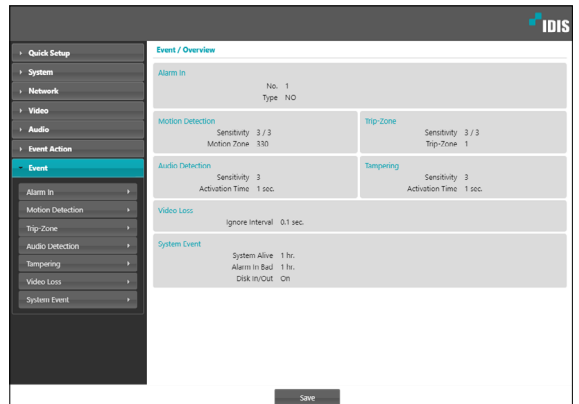 IDIS
Quick Setup
System
Network
Video
Audio
Event Action
Event
Alarm In
Motion Detection
Trip-Zone
Audio Detection
Tampering
Video Loss
System Event
Event / Overview
Alarm In
No. 1
Type NO
Motion Detection
Sensitivity 3 / 3
Motion Zone 330
Trip-Zone
Sensitivity 3 / 3
Trip-Zone 1
Audio Detection
Sensitivity 3
Activation Time 1 sec.
Tampering
Sensitivity 3
Activation Time 1 sec.
Video Loss
Ignore Interval 0.1 sec.
System Event
System Alive 1 hr.
Alarm In Bad 1 hr.
Disk In/Out On
Save